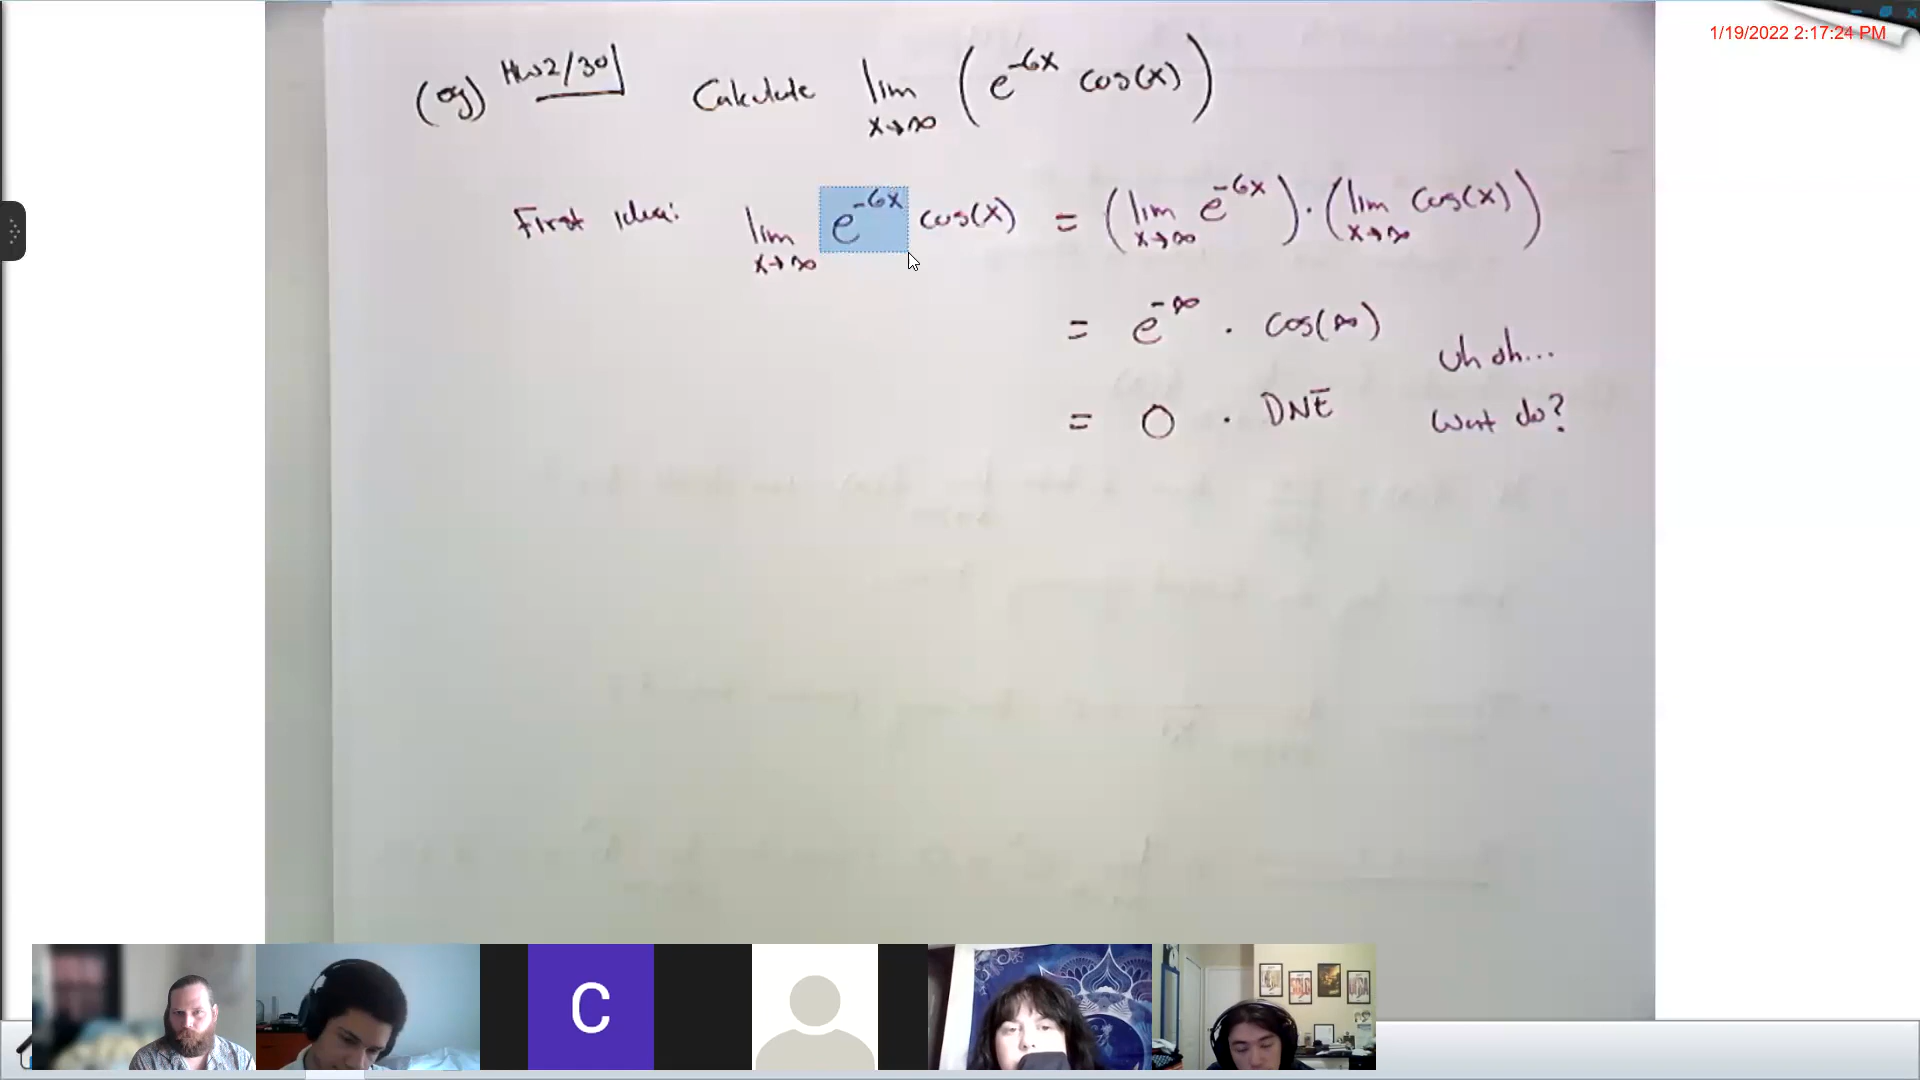 1/19/2022 2:17:24 PM
(eg) HW2/30 Calculate lim x→∞ (e^-6x cos(x))
First idea: lim x→∞ e^-6x cos(x) = (lim x→∞ e^-6x) · (lim x→∞ cos(x))
= e^-∞ · cos(∞)
Uh oh...
= 0 · DNE
Wat do?
C